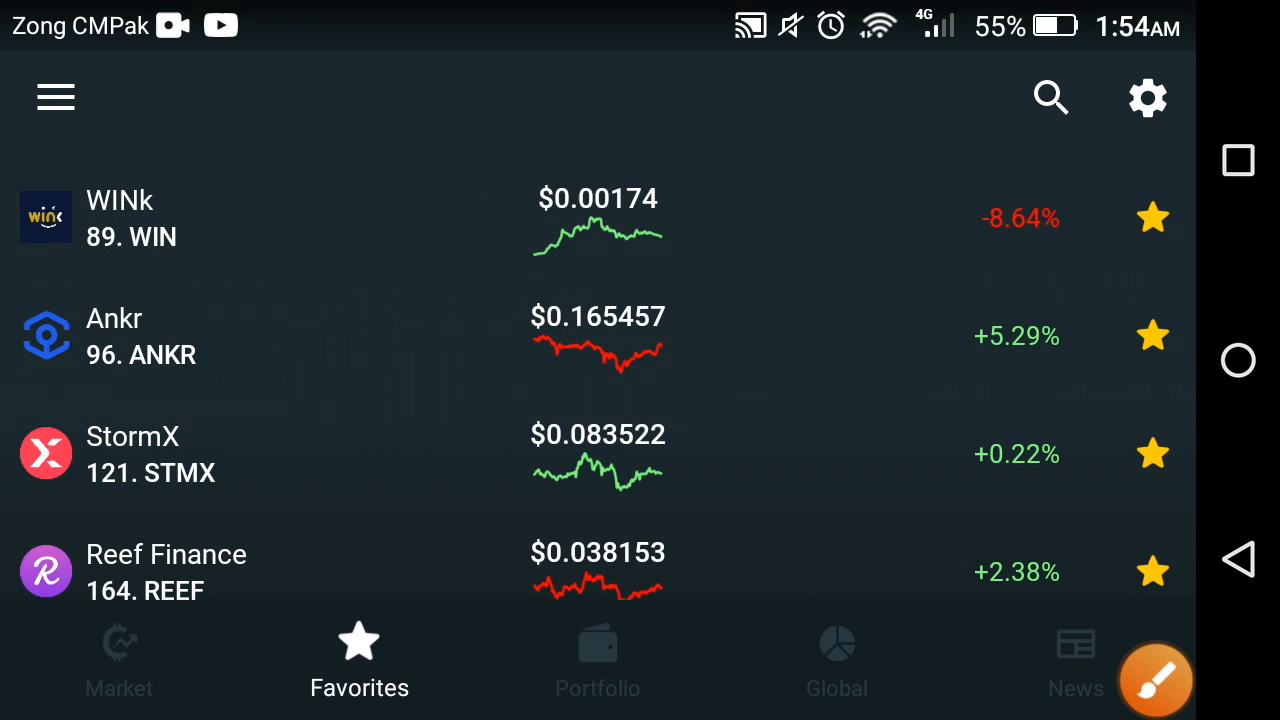 Zong CMPak 4G 55% 1:54AM
WINk
$0.00174
wink
-8.64%
89. WIN
Ankr
$0.165457
+5.29%
96. ANKR
StormX
$0.083522
+0.22%
121. STMX
Reef Finance
$0.038153
+2.38%
164. REEF
Market Favorites Portfolio Global News